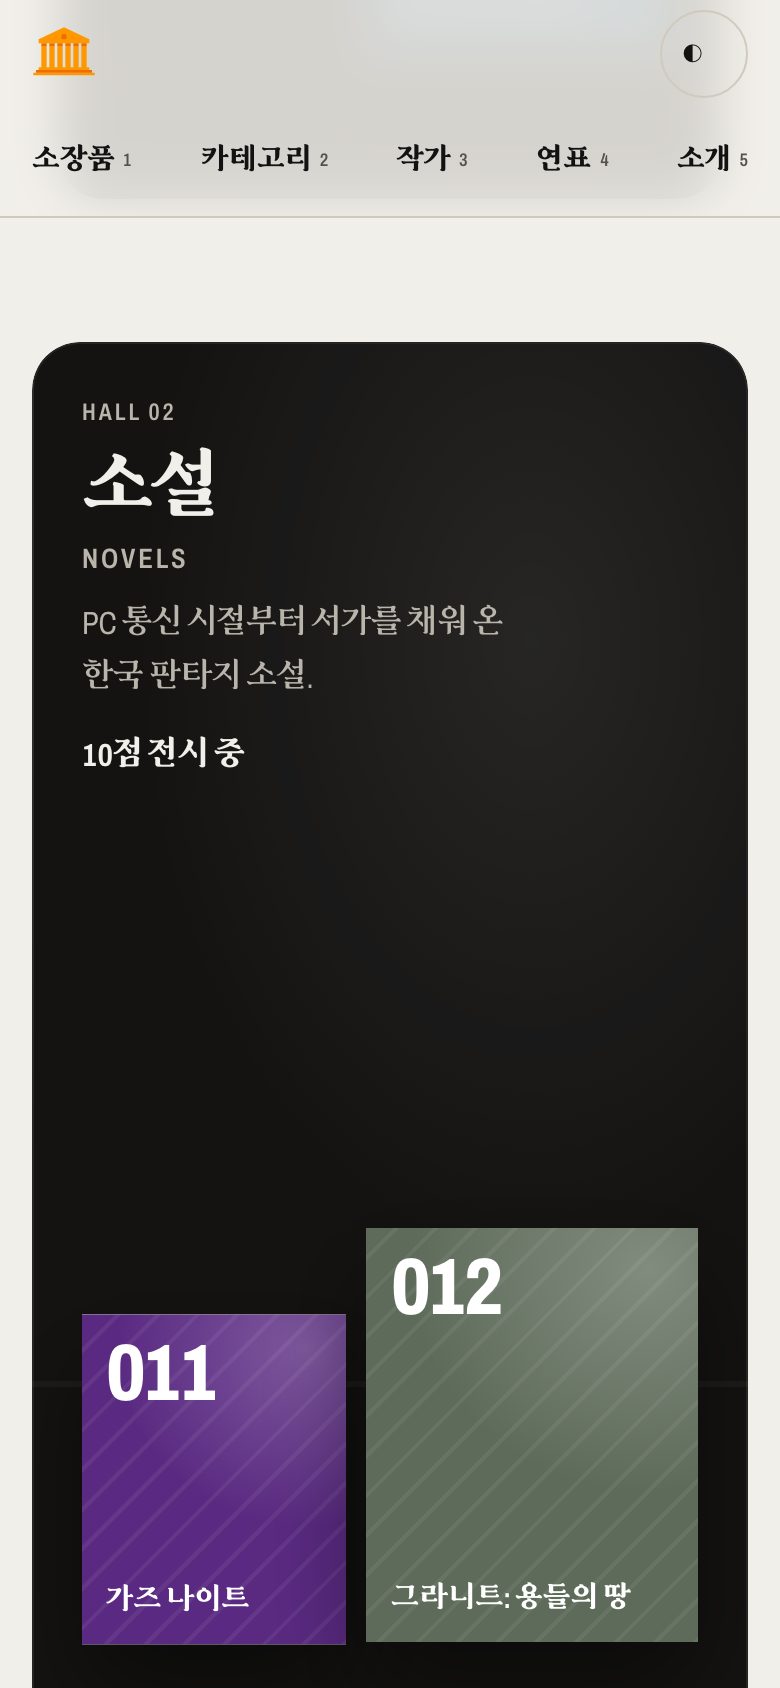 소장품 1 카테고리 2 작가 3 연표 4 소개 5
HALL 02
소설
NOVELS
PC 통신 시절부터 서가를 채워 온
한국 판타지 소설.
10점 전시 중
011
가즈 나이트
012
그라니트: 용들의 땅